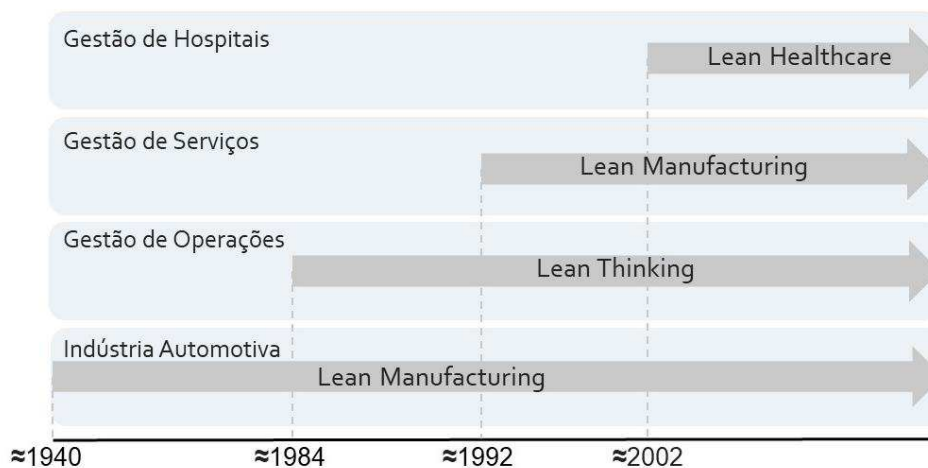 Gestão de Hospitais
Lean Healthcare
Gestão de Serviços
Lean Manufacturing
Gestão de Operações
Lean Thinking
Indústria Automotiva
Lean Manufacturing
≈1940 ≈1984 ≈1992 ≈2002